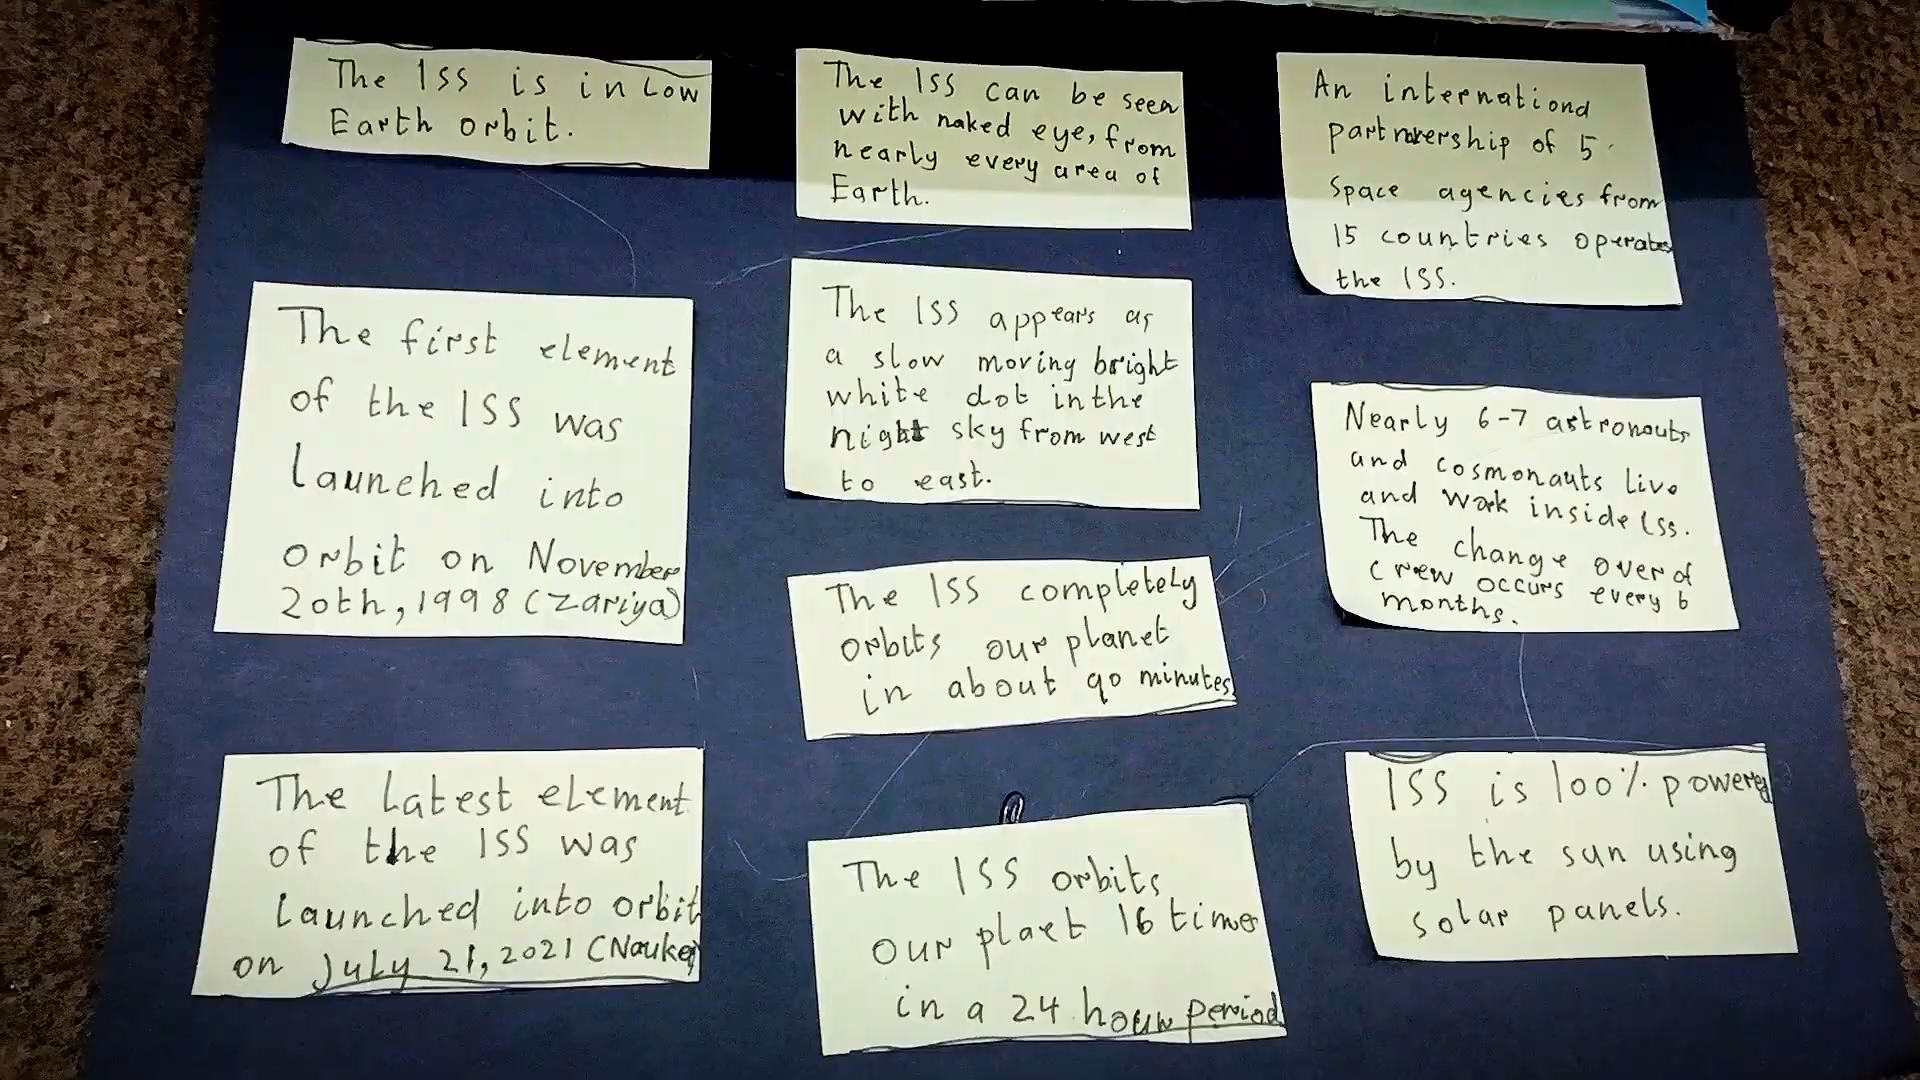 The ISS is in Low
Earth orbit.
The first element
of the ISS was
launched into
orbit on November
20th, 1998 (Zariya)
The latest element
of the ISS was
launched into orbit
on July 21, 2021 (Nauka)
The ISS can be seen
with naked eye, from
nearly every area of
Earth.
The ISS appears as
a slow moving bright
white dot in the
night sky from west
to east.
The ISS completely
orbits our planet
in about 90 minutes
The ISS orbits
our plaet 16 times
in a 24 hour period
An international
partnership of 5
space agencies from
15 countries operates
the ISS.
Nearly 6-7 astronauts
and cosmonauts live
and work inside ISS.
The change over of
crew occurs every 6
months.
ISS is 100% powered
by the sun using
solar panels.